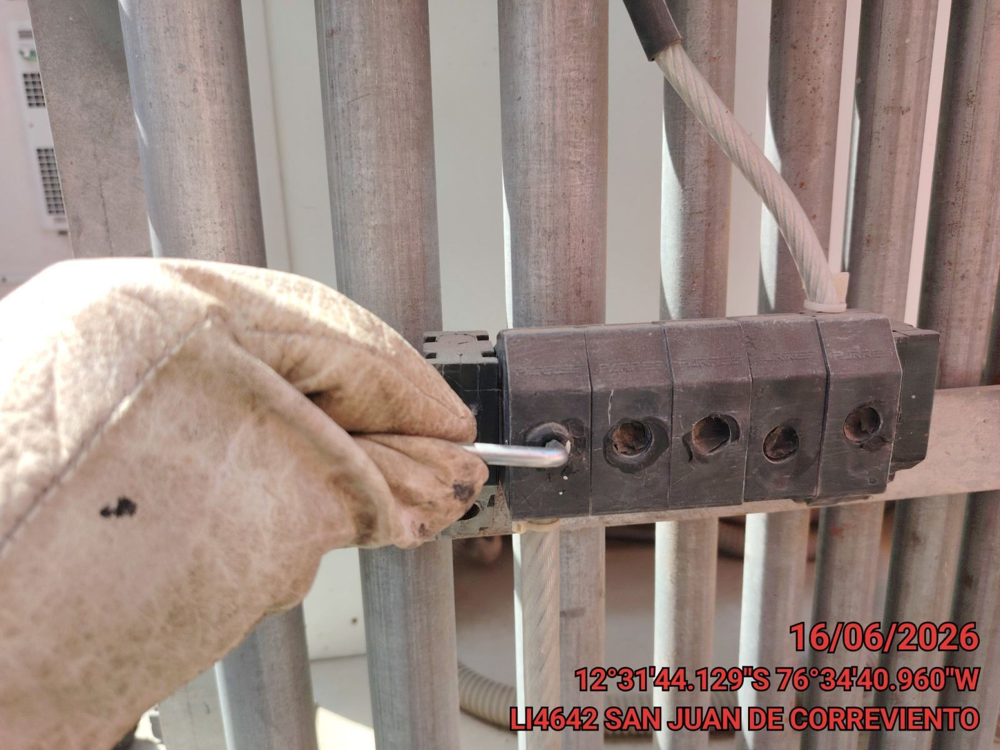 16/06/2026
12°31'44.129"S 76°34'40.960"W
LI4642 SAN JUAN DE CORREVIENTO